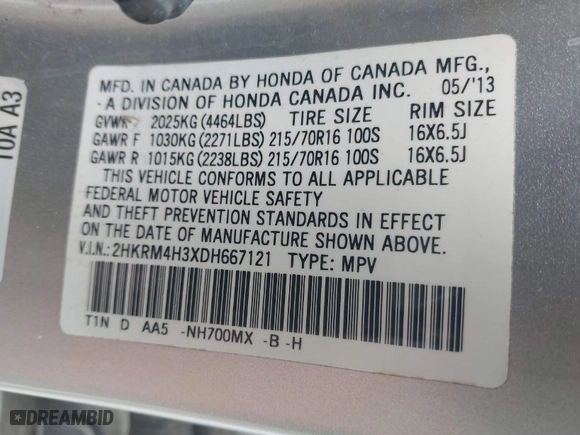 MFD. IN CANADA BY HONDA OF CANADA MFG.,
- A DIVISION OF HONDA CANADA INC. 05/'13
GVWR 2025KG (4464LBS) TIRE SIZE RIM SIZE
GAWR F 1030KG (2271LBS) 215/70R16 100S 16X6.5J
GAWR R 1015KG (2238LBS) 215/70R16 100S 16X6.5J
THIS VEHICLE CONFORMS TO ALL APPLICABLE
FEDERAL MOTOR VEHICLE SAFETY
AND THEFT PREVENTION STANDARDS IN EFFECT
ON THE DATE OF MANUFACTURE SHOWN ABOVE.
V.I.N.: 2HKRM4H3XDH667121 TYPE: MPV
T1N D AA5 -NH700MX -B -H
10A A3
DREAMBID